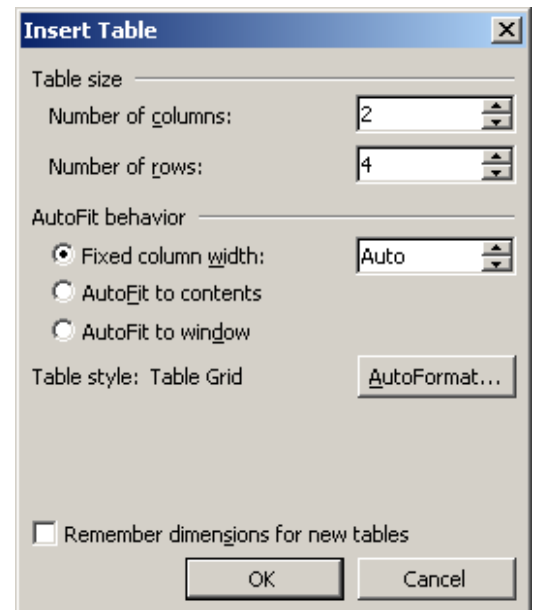 Insert Table
Table size
Number of columns: 2
Number of rows: 4
AutoFit behavior
Fixed column width: Auto
AutoFit to contents
AutoFit to window
Table style: Table Grid AutoFormat...
Remember dimensions for new tables
OK Cancel